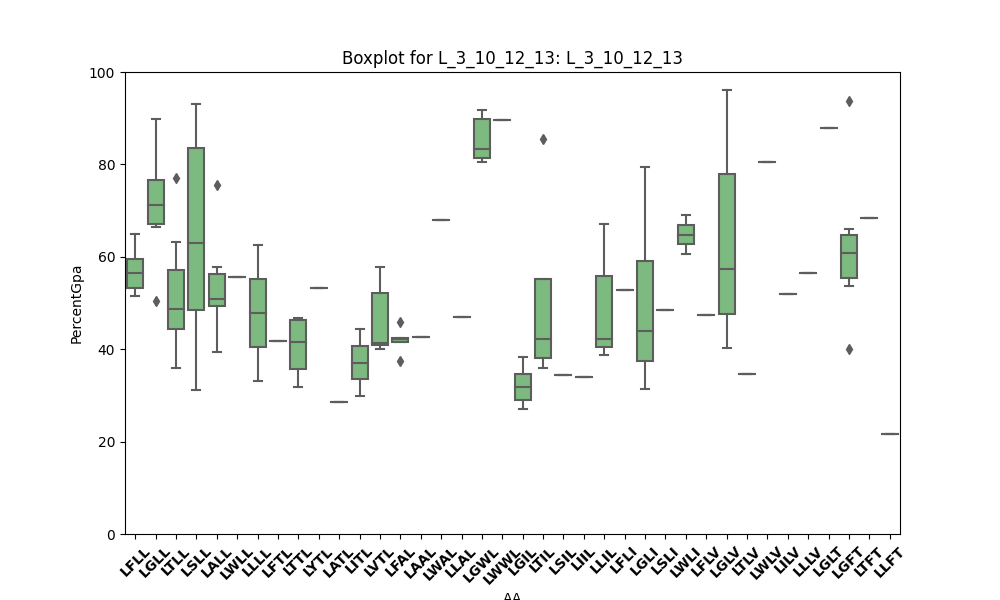 Boxplot for L_3_10_12_13: L_3_10_12_13
PercentGpa
100
80
60
40
20
0
LFLL LGLL LTLL LSLL LALL LWLL LLLL LFTL LTTL LYTL LATL LITL LVTL LFAL LAAL LWAL LLAL LGWL LWWL LGIL LTIL LSIL LIIL LLIL LFLI LGLI LSLI LWLI LFLV LGLV LTLV LWLV LILV LLLV LGLT LGFT LTFT LLFT
AA